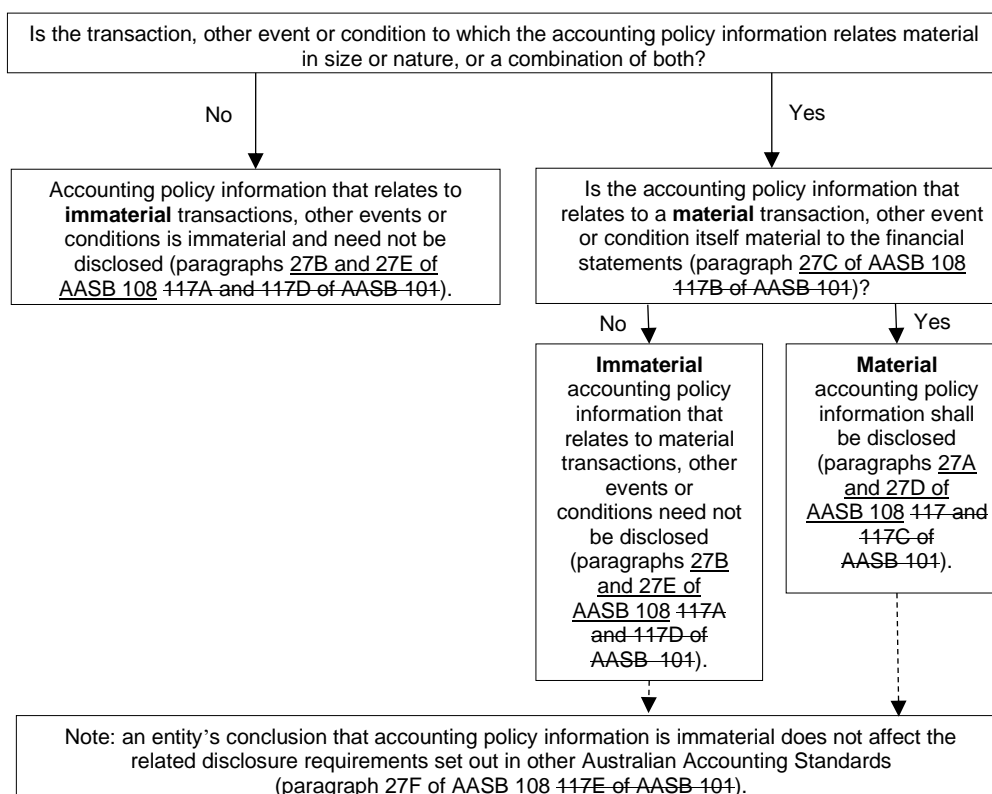 Is the transaction, other event or condition to which the accounting policy information relates material
in size or nature, or a combination of both?
No
Yes
Accounting policy information that relates to
immaterial transactions, other events or
conditions is immaterial and need not be
disclosed (paragraphs 27B and 27E of
AASB 108 117A and 117D of AASB 101).
Is the accounting policy information that
relates to a material transaction, other event
or condition itself material to the financial
statements (paragraph 27C of AASB 108
117B of AASB 101)?
No
Yes
Immaterial
accounting policy
information that
relates to material
transactions, other
events or
conditions need not
be disclosed
(paragraphs 27B
and 27E of
AASB 108 117A
and 117D of
AASB 101).
Material
accounting policy
information shall
be disclosed
(paragraphs 27A
and 27D of
AASB 108 117 and
117C of
AASB 101).
Note: an entity's conclusion that accounting policy information is immaterial does not affect the
related disclosure requirements set out in other Australian Accounting Standards
(paragraph 27F of AASB 108 117E of AASB 101).